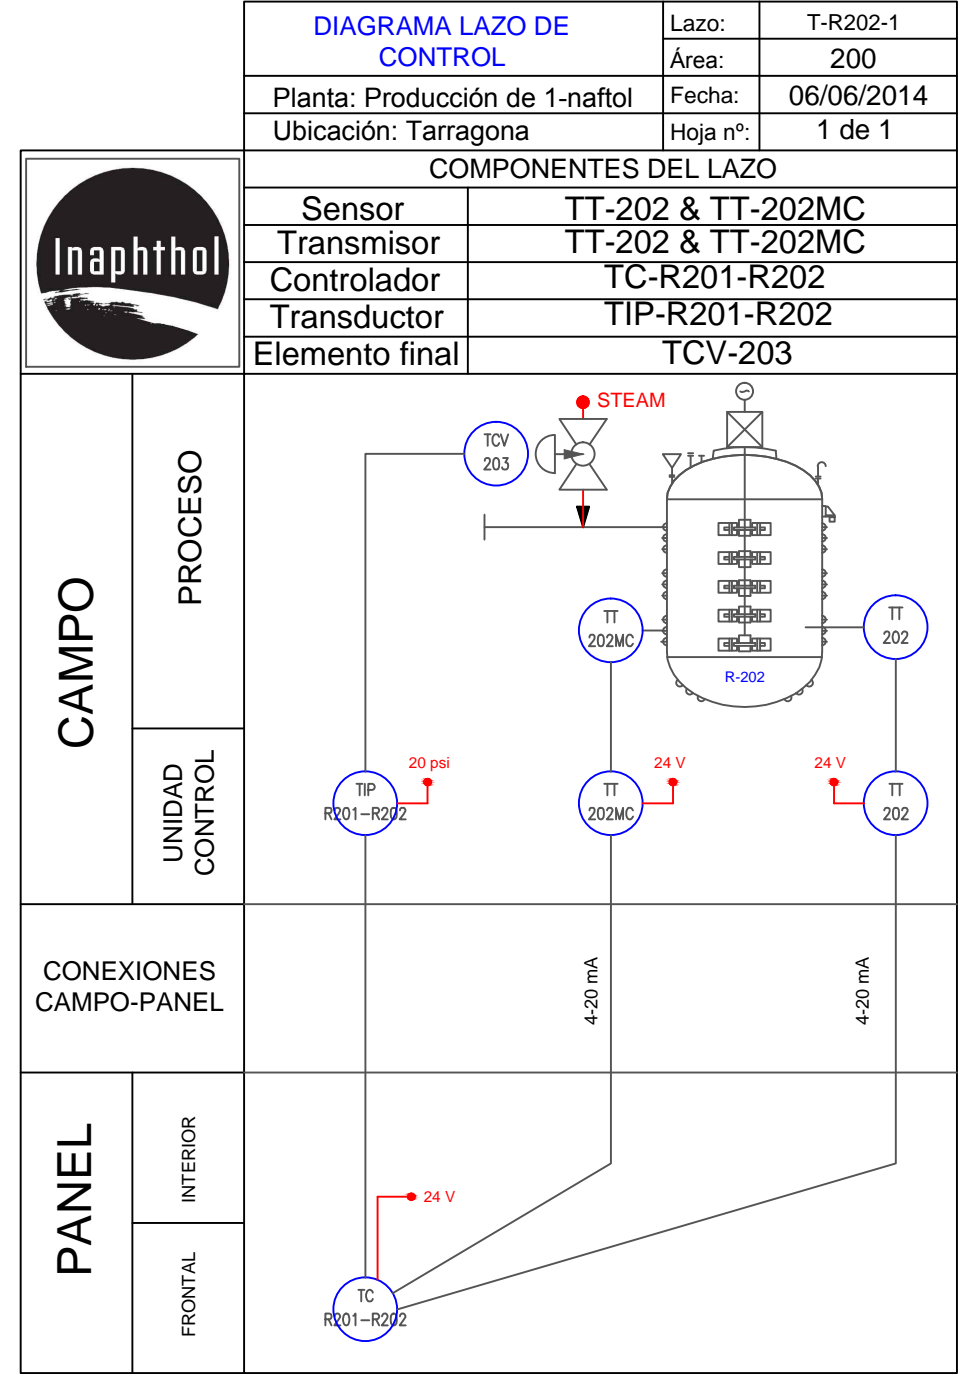 DIAGRAMA LAZO DE
CONTROL
Lazo:
T-R202-1
Área:
200
Planta: Producción de 1-naftol
Fecha:
06/06/2014
Ubicación: Tarragona
Hoja nº:
1 de 1
Inaphthol
COMPONENTES DEL LAZO
Sensor
TT-202 & TT-202MC
Transmisor
TT-202 & TT-202MC
Controlador
TC-R201-R202
Transductor
TIP-R201-R202
Elemento final
TCV-203
CAMPO
PROCESO
STEAM
TCV
203
TT
202MC
TT
202
R-202
UNIDAD
CONTROL
20 psi
24 V
24 V
TIP
R201-R202
TT
202MC
TT
202
CONEXIONES
CAMPO-PANEL
4-20 mA
4-20 mA
PANEL
INTERIOR
24 V
FRONTAL
TC
R201-R202